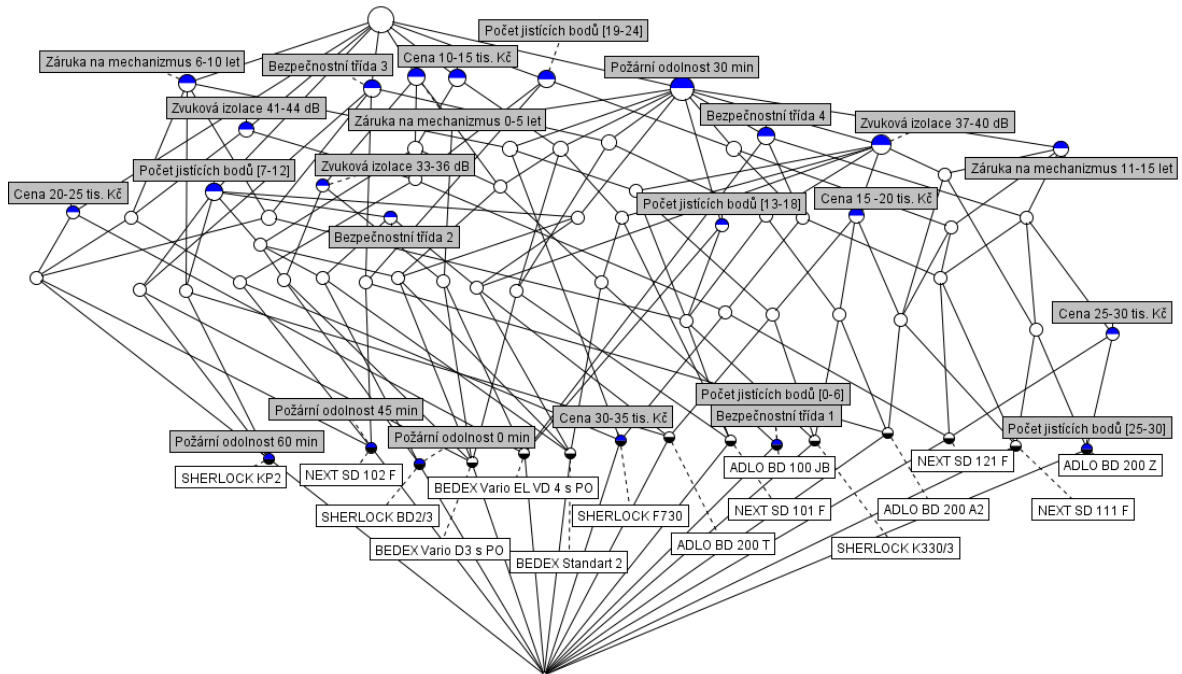 Počet jistících bodů [19-24]
Záruka na mechanizmus 6-10 let
Bezpečnostní třída 3
Cena 10-15 tis. Kč
Požární odolnost 30 min
Zvuková izolace 41-44 dB
Záruka na mechanizmus 0-5 let
Bezpečnostní třída 4
Zvuková izolace 37-40 dB
Počet jistících bodů [7-12]
Zvuková izolace 33-36 dB
Záruka na mechanizmus 11-15 let
Cena 20-25 tis. Kč
Počet jistících bodů [13-18]
Cena 15 -20 tis. Kč
Bezpečnostní třída 2
Cena 25-30 tis. Kč
Počet jistících bodů [0-6]
Požární odolnost 45 min
Cena 30-35 tis. Kč
Bezpečnostní třída 1
Požární odolnost 60 min
Požární odolnost 0 min
Počet jistících bodů [25-30]
SHERLOCK KP2
NEXT SD 102 F
BEDEX Vario EL VD 4 s PO
ADLO BD 100 JB
NEXT SD 121 F
ADLO BD 200 Z
SHERLOCK BD2/3
SHERLOCK F730
NEXT SD 101 F
ADLO BD 200 A2
NEXT SD 111 F
BEDEX Vario D3 s PO
BEDEX Standart 2
ADLO BD 200 T
SHERLOCK K330/3